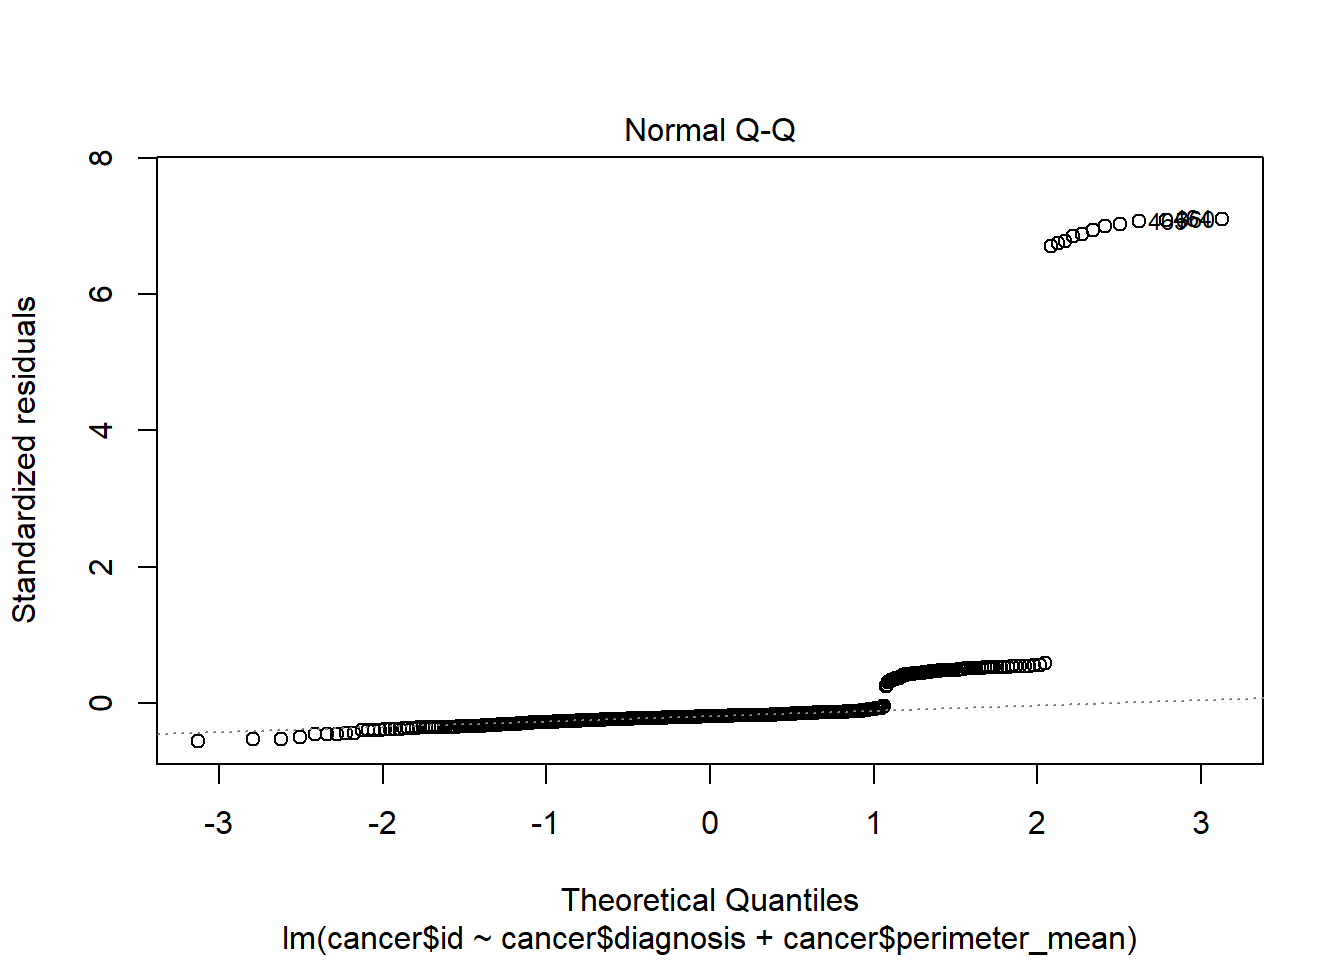 Normal Q-Q
Standardized residuals
8
6
4
2
0
-3 -2 -1 0 1 2 3
Theoretical Quantiles
lm(cancer$id ~ cancer$diagnosis + cancer$perimeter_mean)